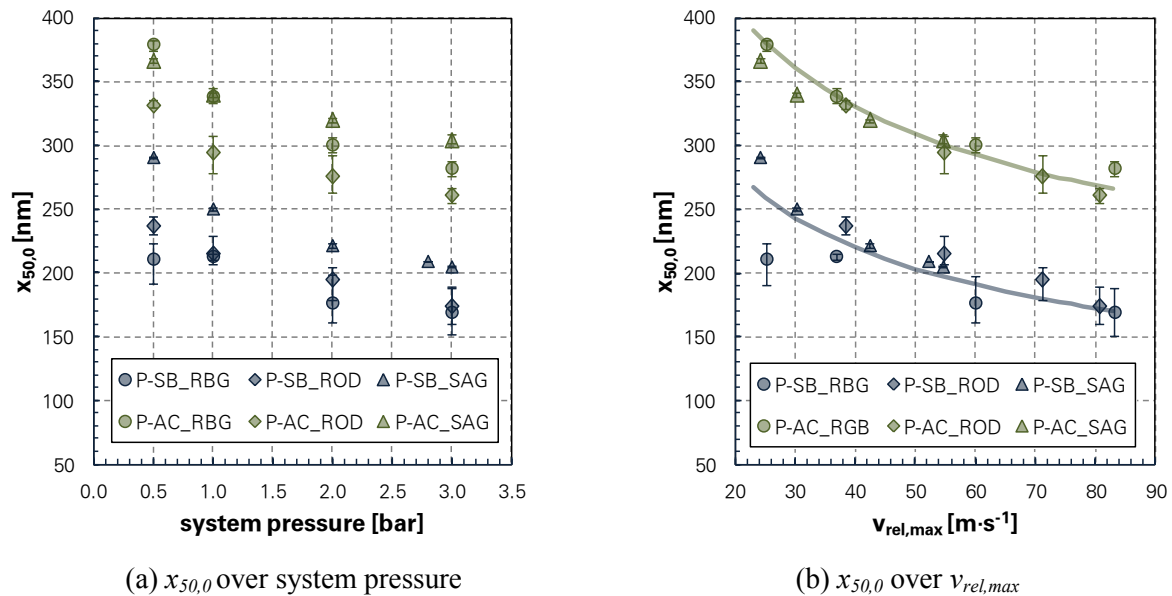 400
350
300
250
200
150
100
50
x50,0 [nm]
P-SB_RBG P-SB_ROD P-SB_SAG
P-AC_RBG P-AC_ROD P-AC_SAG
0.0 0.5 1.0 1.5 2.0 2.5 3.0 3.5
system pressure [bar]
(a) x50,0 over system pressure
400
350
300
250
200
150
100
50
x50,0 [nm]
P-SB_RBG P-SB_ROD P-SB_SAG
P-AC_RGB P-AC_ROD P-AC_SAG
20 30 40 50 60 70 80 90
vrel,max [m·s-1]
(b) x50,0 over vrel,max